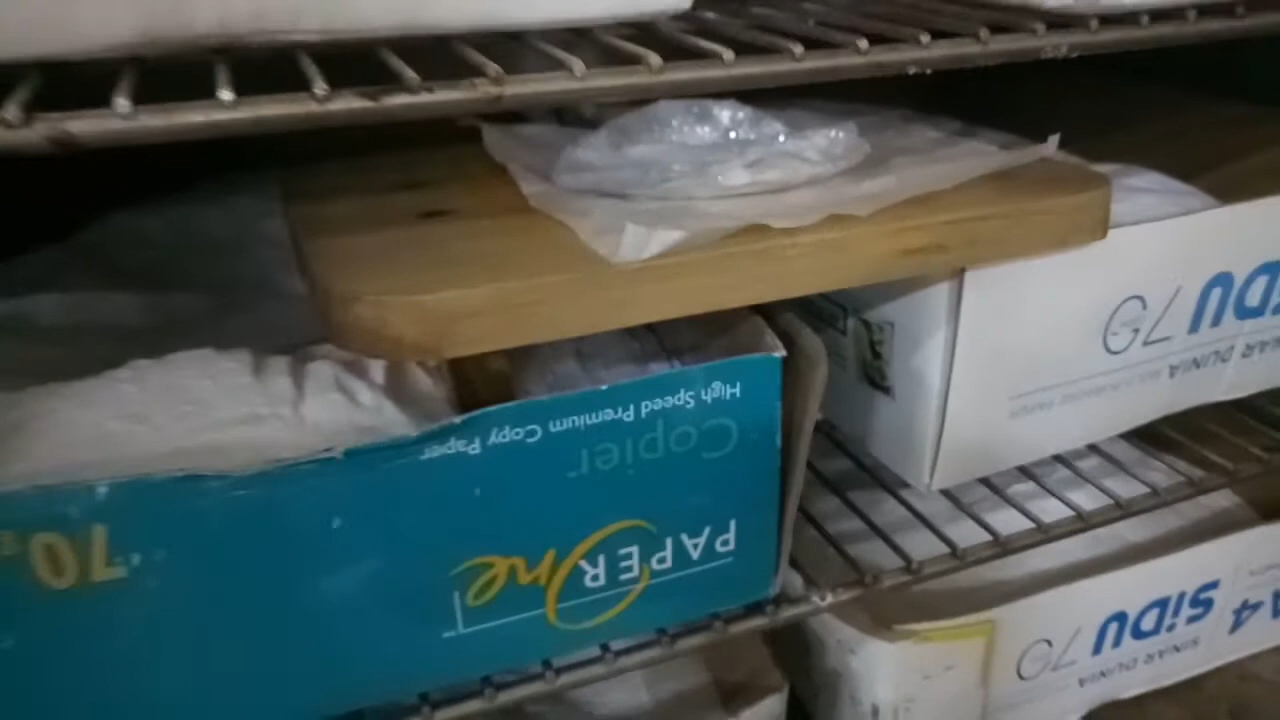 High Speed Premium Copy Paper
Copier
PAPER One
70
SiDU 70
SINAR DUNIA
SiDU 70
SINAR DUNIA
A4